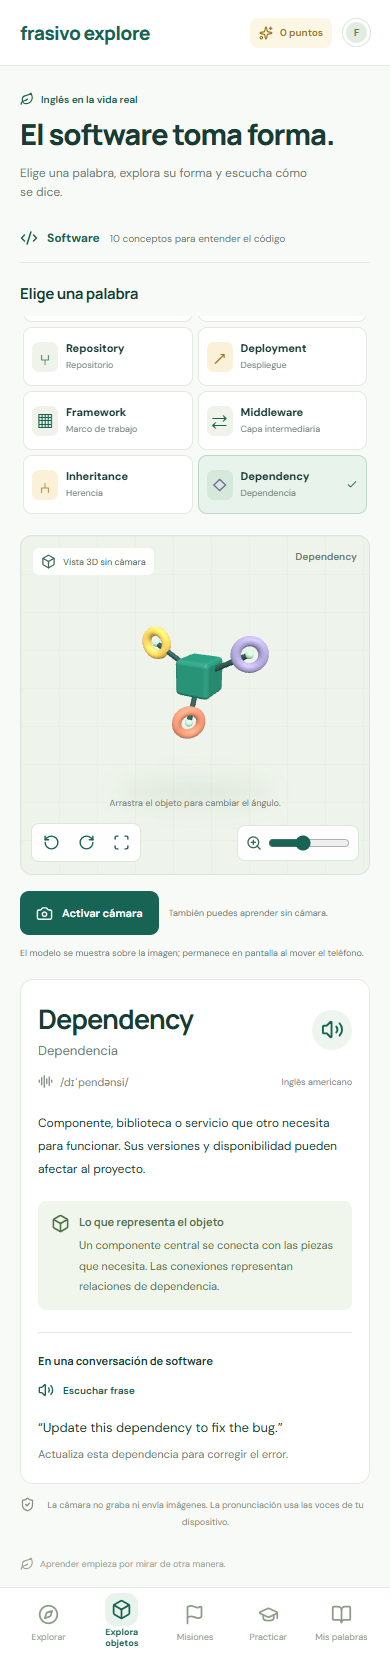 frasivo explore
0 puntos
F
Inglés en la vida real
El software toma forma.
Elige una palabra, explora su forma y escucha cómo
se dice.
Software 10 conceptos para entender el código
Elige una palabra
Repository
Repositorio
Deployment
Despliegue
Framework
Marco de trabajo
Middleware
Capa intermediaria
Inheritance
Herencia
Dependency
Dependencia
Vista 3D sin cámara
Dependency
Arrastra el objeto para cambiar el ángulo.
Activar cámara
También puedes aprender sin cámara.
El modelo se muestra sobre la imagen; permanece en pantalla al mover el teléfono.
Dependency
Dependencia
/dɪˈpendənsi/
Inglés americano
Componente, biblioteca o servicio que otro necesita
para funcionar. Sus versiones y disponibilidad pueden
afectar al proyecto.
Lo que representa el objeto
Un componente central se conecta con las piezas
que necesita. Las conexiones representan
relaciones de dependencia.
En una conversación de software
Escuchar frase
“Update this dependency to fix the bug.”
Actualiza esta dependencia para corregir el error.
La cámara no graba ni envía imágenes. La pronunciación usa las voces de tu
dispositivo.
Aprender empieza por mirar de otra manera.
Explorar
Explora
objetos
Misiones
Practicar
Mis palabras